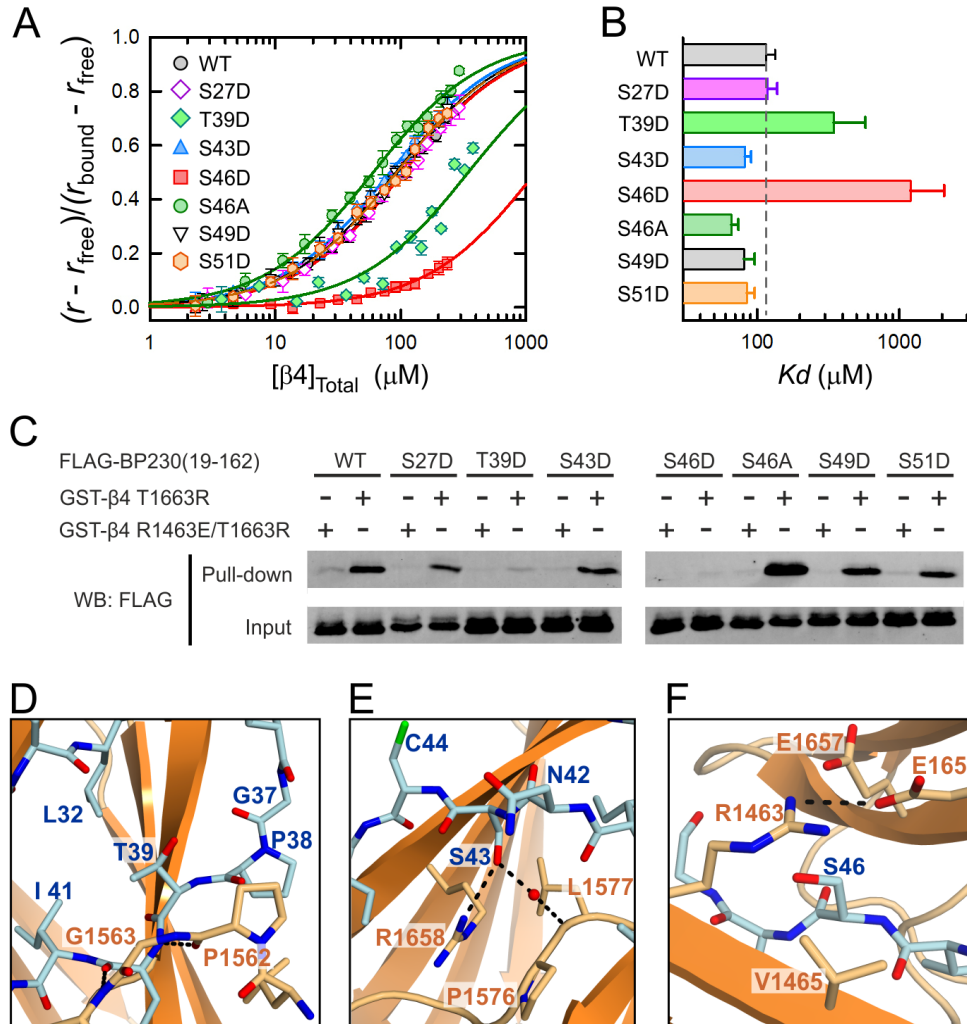 A
(r - rfree)/(rbound - rfree)
1.0
0.8
0.6
0.4
0.2
0.0
WT
S27D
T39D
S43D
S46D
S46A
S49D
S51D
1 10 100 1000
[β4]Total (μM)
B
WT
S27D
T39D
S43D
S46D
S46A
S49D
S51D
100 1000
Kd (μM)
C
FLAG-BP230(19-162) WT S27D T39D S43D S46D S46A S49D S51D
GST-β4 T1663R - + - + - + - + - + - + - + - +
GST-β4 R1463E/T1663R + - + - + - + - + - + - + - + -
WB: FLAG
Pull-down
Input
D
L32
G37
T39
P38
I 41
G1563
P1562
E
C44
N42
S43
L1577
R1658
P1576
F
E1657
E165
R1463
S46
V1465